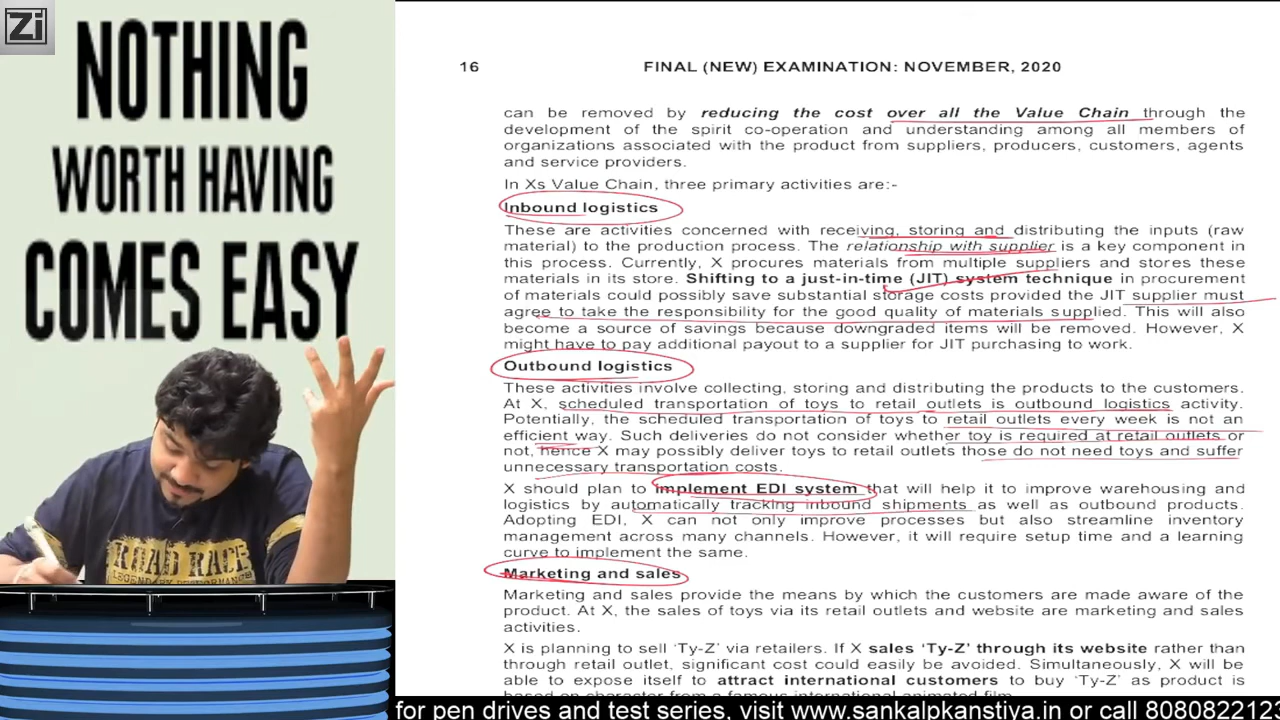 Zi
NOTHING
WORTH HAVING
COMES EASY
ROAD RACE
16 FINAL (NEW) EXAMINATION: NOVEMBER, 2020
can be removed by reducing the cost over all the Value Chain through the
development of the spirit co-operation and understanding among all members of
organizations associated with the product from suppliers, producers, customers, agents
and service providers.
In Xs Value Chain, three primary activities are:-
Inbound logistics
These are activities concerned with receiving, storing and distributing the inputs (raw
material) to the production process. The relationship with supplier is a key component in
this process. Currently, X procures materials from multiple suppliers and stores these
materials in its store. Shifting to a just-in-time (JIT) system technique in procurement
of materials could possibly save substantial storage costs provided the JIT supplier must
agree to take the responsibility for the good quality of materials supplied. This will also
become a source of savings because downgraded items will be removed. However, X
might have to pay additional payout to a supplier for JIT purchasing to work.
Outbound logistics
These activities involve collecting, storing and distributing the products to the customers.
At X, scheduled transportation of toys to retail outlets is outbound logistics activity.
Potentially, the scheduled transportation of toys to retail outlets every week is not an
efficient way. Such deliveries do not consider whether toy is required at retail outlets or
not, hence X may possibly deliver toys to retail outlets those do not need toys and suffer
unnecessary transportation costs.
X should plan to implement EDI system that will help it to improve warehousing and
logistics by automatically tracking inbound shipments as well as outbound products.
Adopting EDI, X can not only improve processes but also streamline inventory
management across many channels. However, it will require setup time and a learning
curve to implement the same.
Marketing and sales
Marketing and sales provide the means by which the customers are made aware of the
product. At X, the sales of toys via its retail outlets and website are marketing and sales
activities.
X is planning to sell ‘Ty-Z’ via retailers. If X sales ‘Ty-Z’ through its website rather than
through retail outlet, significant cost could easily be avoided. Simultaneously, X will be
able to expose itself to attract international customers to buy ‘Ty-Z’ as product is
based on character from a famous international animated film.
for pen drives and test series, visit www.sankalpkanstiya.in or call 8080822122